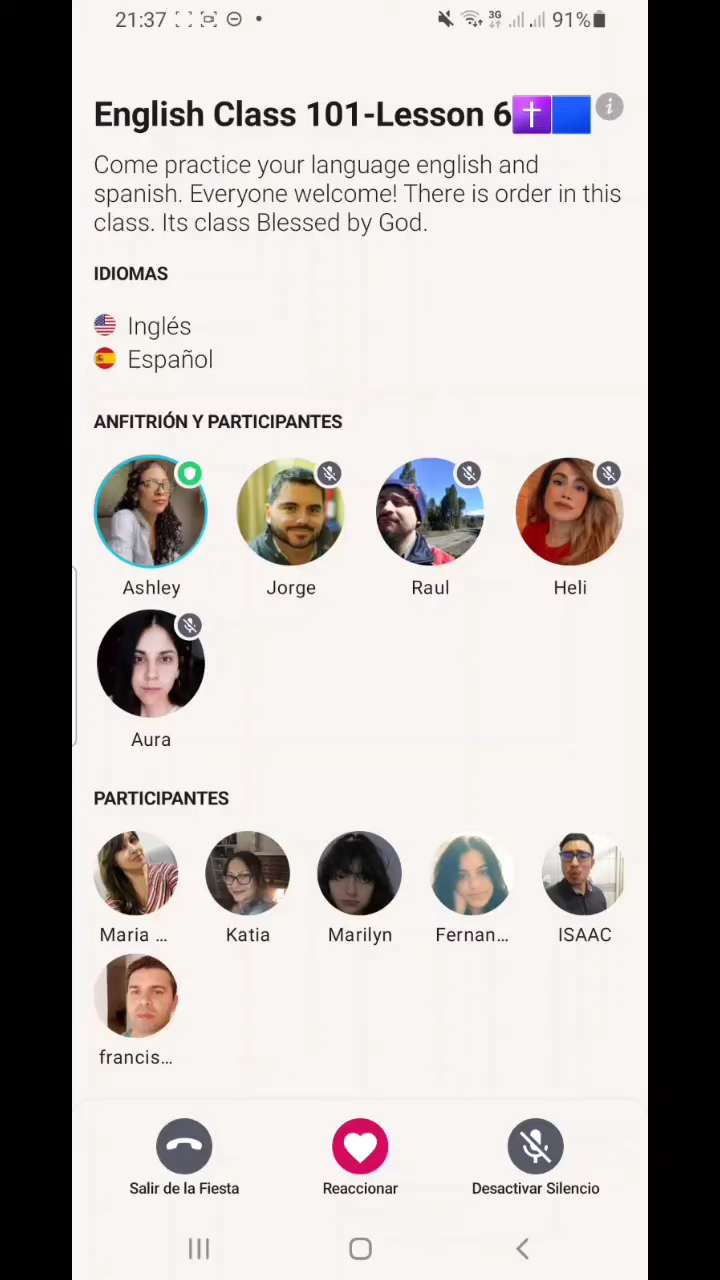 21:37
3G
91%
English Class 101-Lesson 6
Come practice your language english and
spanish. Everyone welcome! There is order in this
class. Its class Blessed by God.
IDIOMAS
Inglés
Español
ANFITRIÓN Y PARTICIPANTES
Ashley Jorge Raul Heli
Aura
PARTICIPANTES
Maria ... Katia Marilyn Fernan... ISAAC
francis...
Salir de la Fiesta Reaccionar Desactivar Silencio